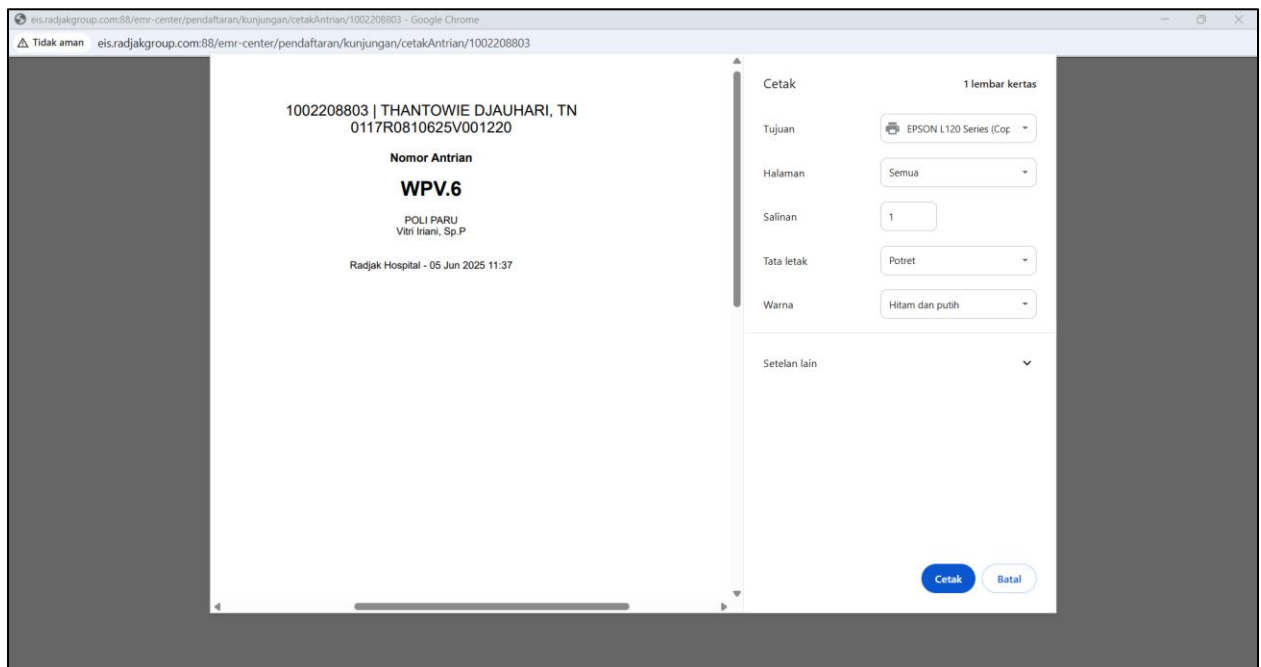 eis.radjakgroup.com:88/emr-center/pendaftaran/kunjungan/cetakAntrian/1002208803 - Google Chrome
Tidak aman eis.radjakgroup.com:88/emr-center/pendaftaran/kunjungan/cetakAntrian/1002208803
1002208803 | THANTOWIE DJAUHARI, TN
0117R0810625V001220
Nomor Antrian
WPV.6
POLI PARU
Vitri Iriani, Sp.P
Radjak Hospital - 05 Jun 2025 11:37
Cetak 1 lembar kertas
Tujuan EPSON L120 Series (Cop
Halaman Semua
Salinan 1
Tata letak Potret
Warna Hitam dan putih
Setelan lain
Cetak Batal